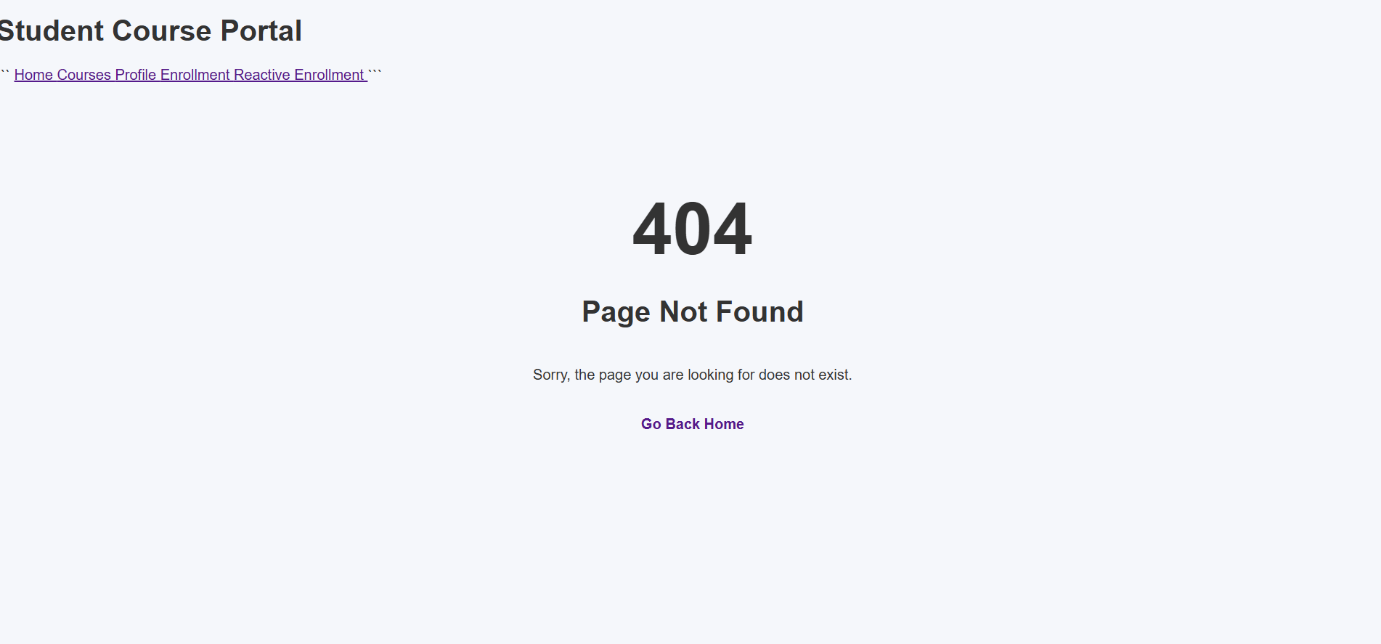 Student Course Portal
`` Home Courses Profile Enrollment Reactive Enrollment ```
404
Page Not Found
Sorry, the page you are looking for does not exist.
Go Back Home